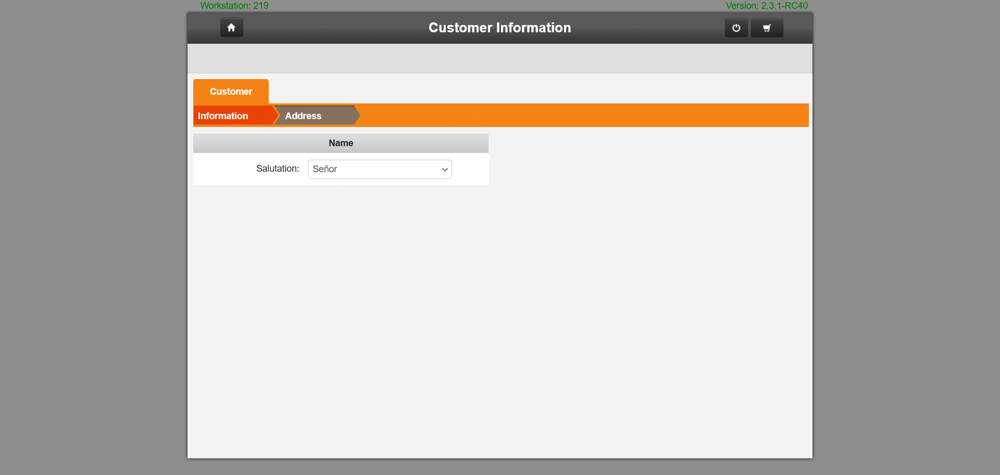 Workstation: 219
Version: 2.3.1-RC40
Customer Information
Customer
Information
Address
Name
Salutation:
Señor